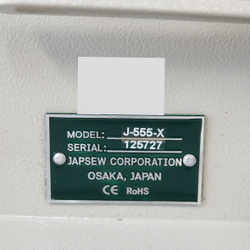 MODEL: J-555-X
SERIAL: 125727
JAPSEW CORPORATION
OSAKA, JAPAN
CE RoHS